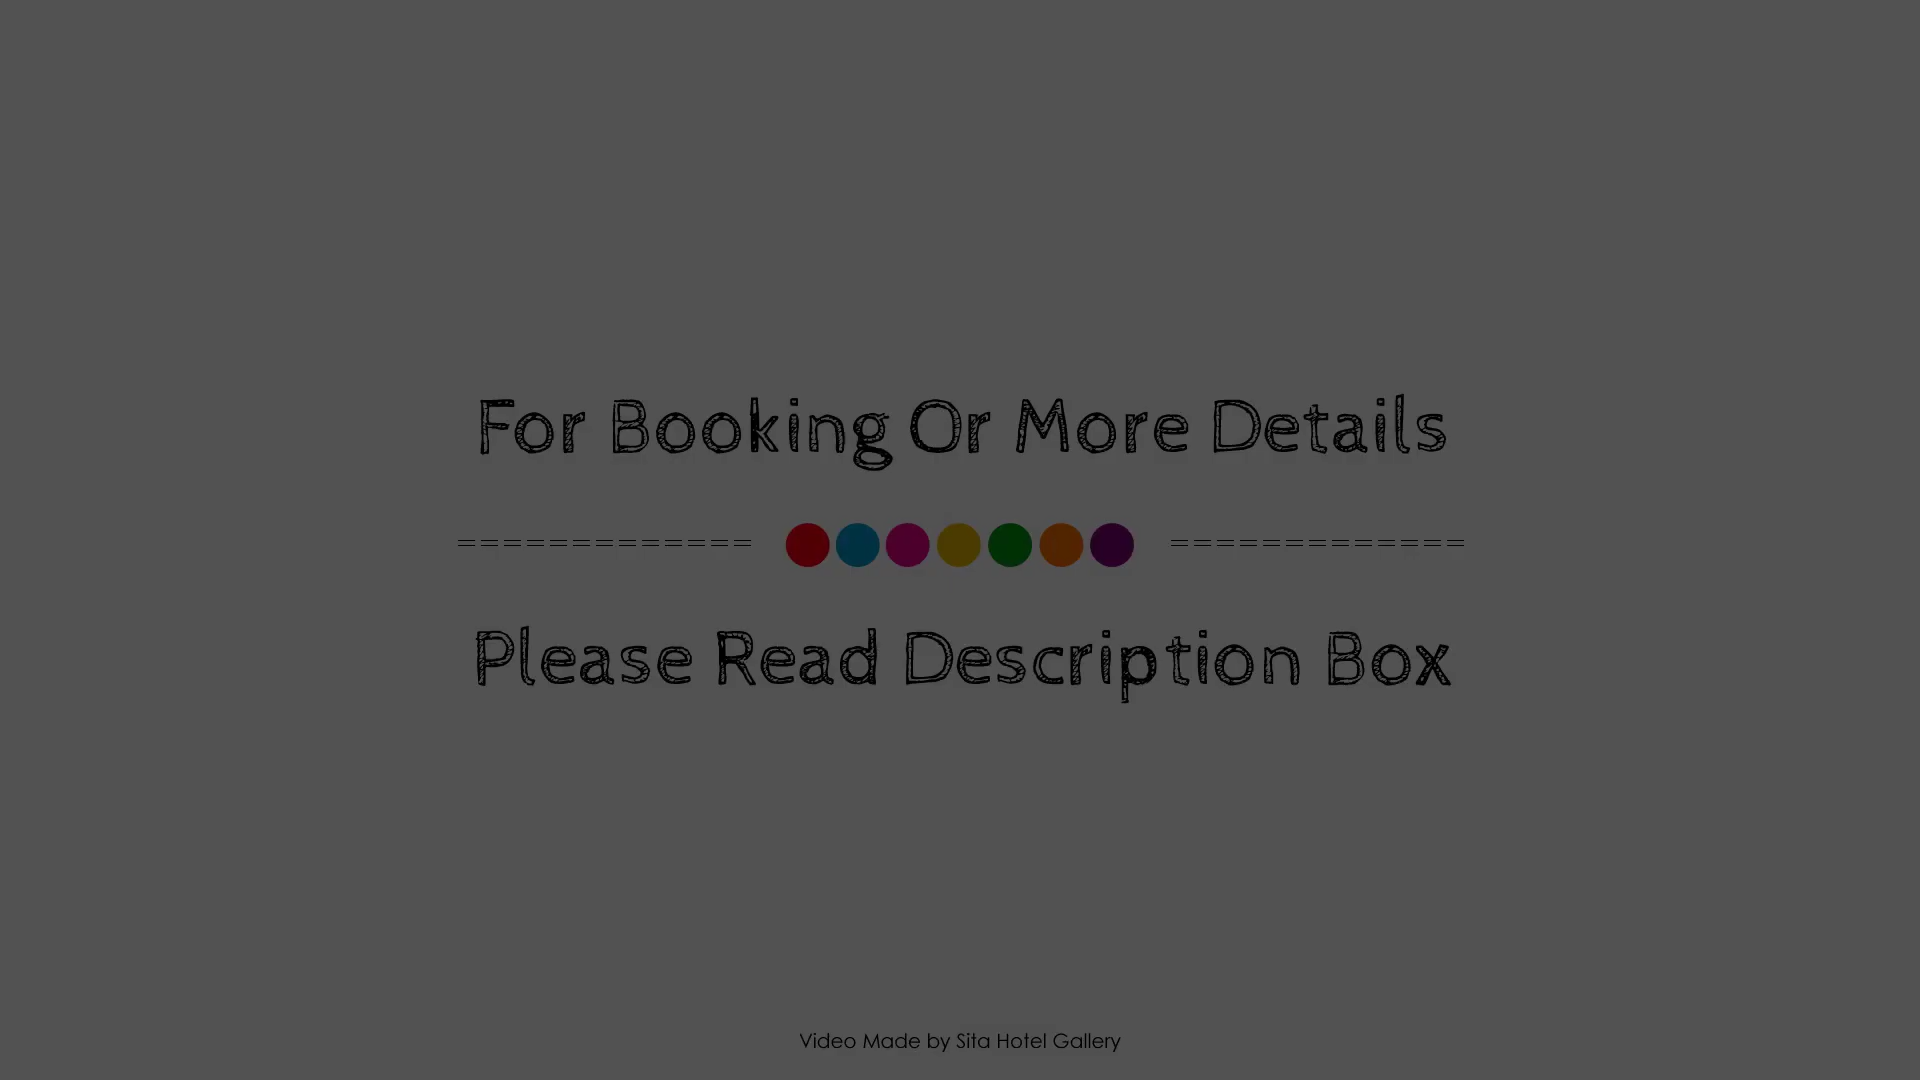 For Booking Or More Details
============= =============
Please Read Description Box
Video Made by Sita Hotel Gallery